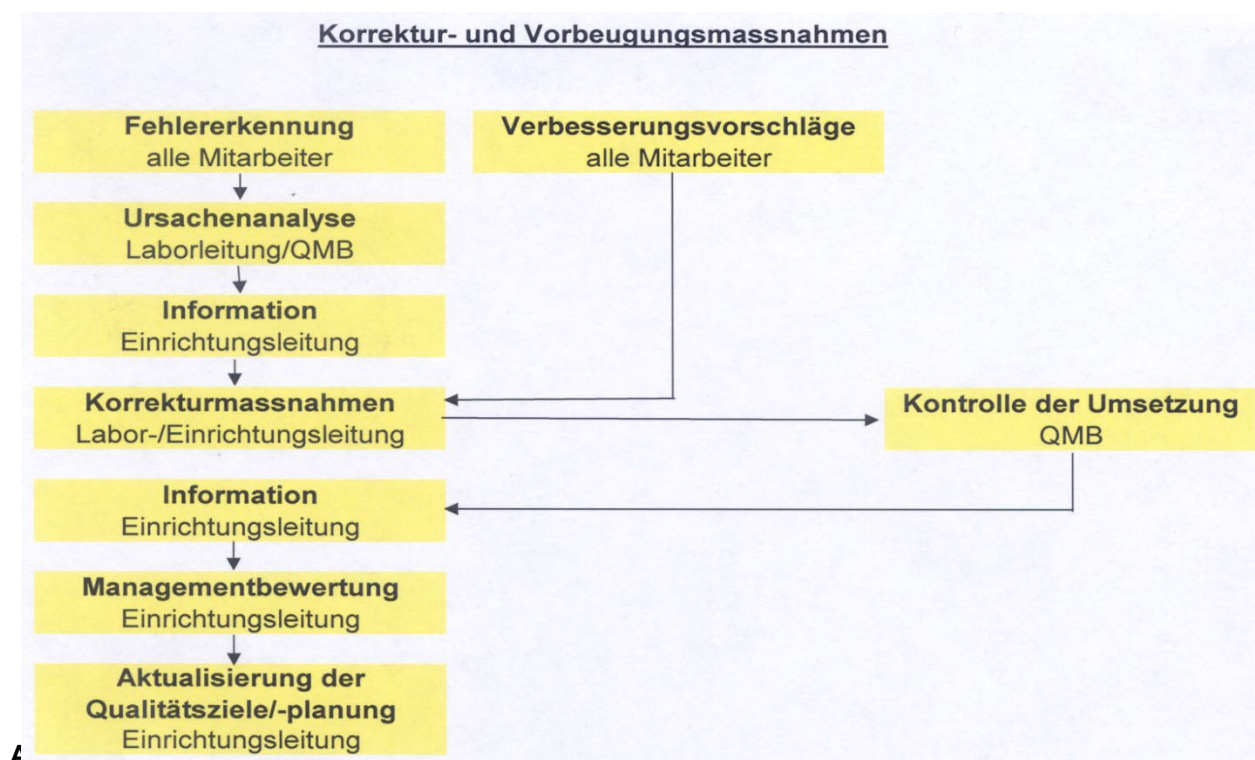 Korrektur- und Vorbeugungsmassnahmen
Fehlererkennung
alle Mitarbeiter
Verbesserungsvorschläge
alle Mitarbeiter
Ursachenanalyse
Laborleitung/QMB
Information
Einrichtungsleitung
Korrekturmassnahmen
Labor-/Einrichtungsleitung
Kontrolle der Umsetzung
QMB
Information
Einrichtungsleitung
Managementbewertung
Einrichtungsleitung
Aktualisierung der
Qualitätsziele/-planung
Einrichtungsleitung